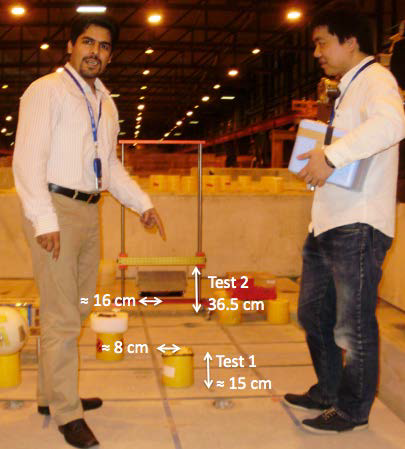 Test 2
≈ 16 cm
36.5 cm
≈ 8 cm
Test 1
≈ 15 cm